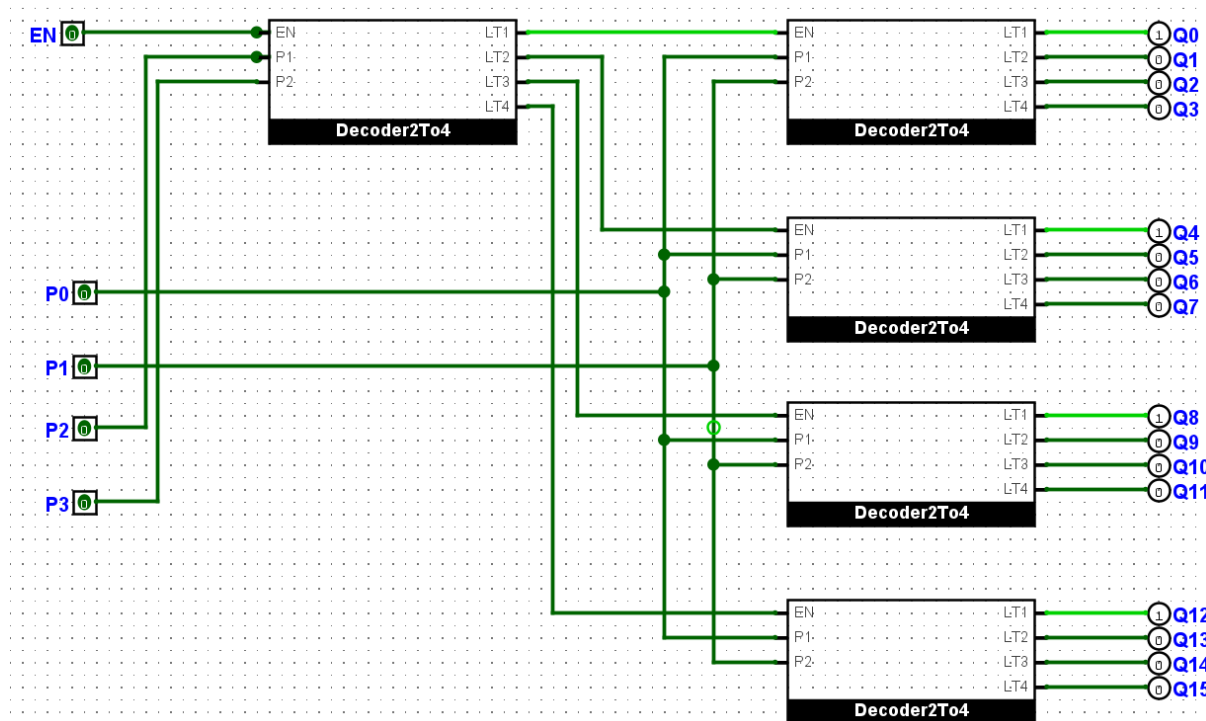 EN 0 EN LT1 EN LT1 1 Q0
P1 LT2 P1 LT2 0 Q1
P2 LT3 P2 LT3 0 Q2
LT4 LT4 0 Q3
Decoder2To4 Decoder2To4
EN LT1 1 Q4
P1 LT2 0 Q5
P0 0 P2 LT3 0 Q6
LT4 0 Q7
Decoder2To4
P1 0
EN LT1 1 Q8
P2 0 P1 LT2 0 Q9
P2 LT3 0 Q10
P3 0 LT4 0 Q11
Decoder2To4
EN LT1 1 Q12
P1 LT2 0 Q13
P2 LT3 0 Q14
LT4 0 Q15
Decoder2To4